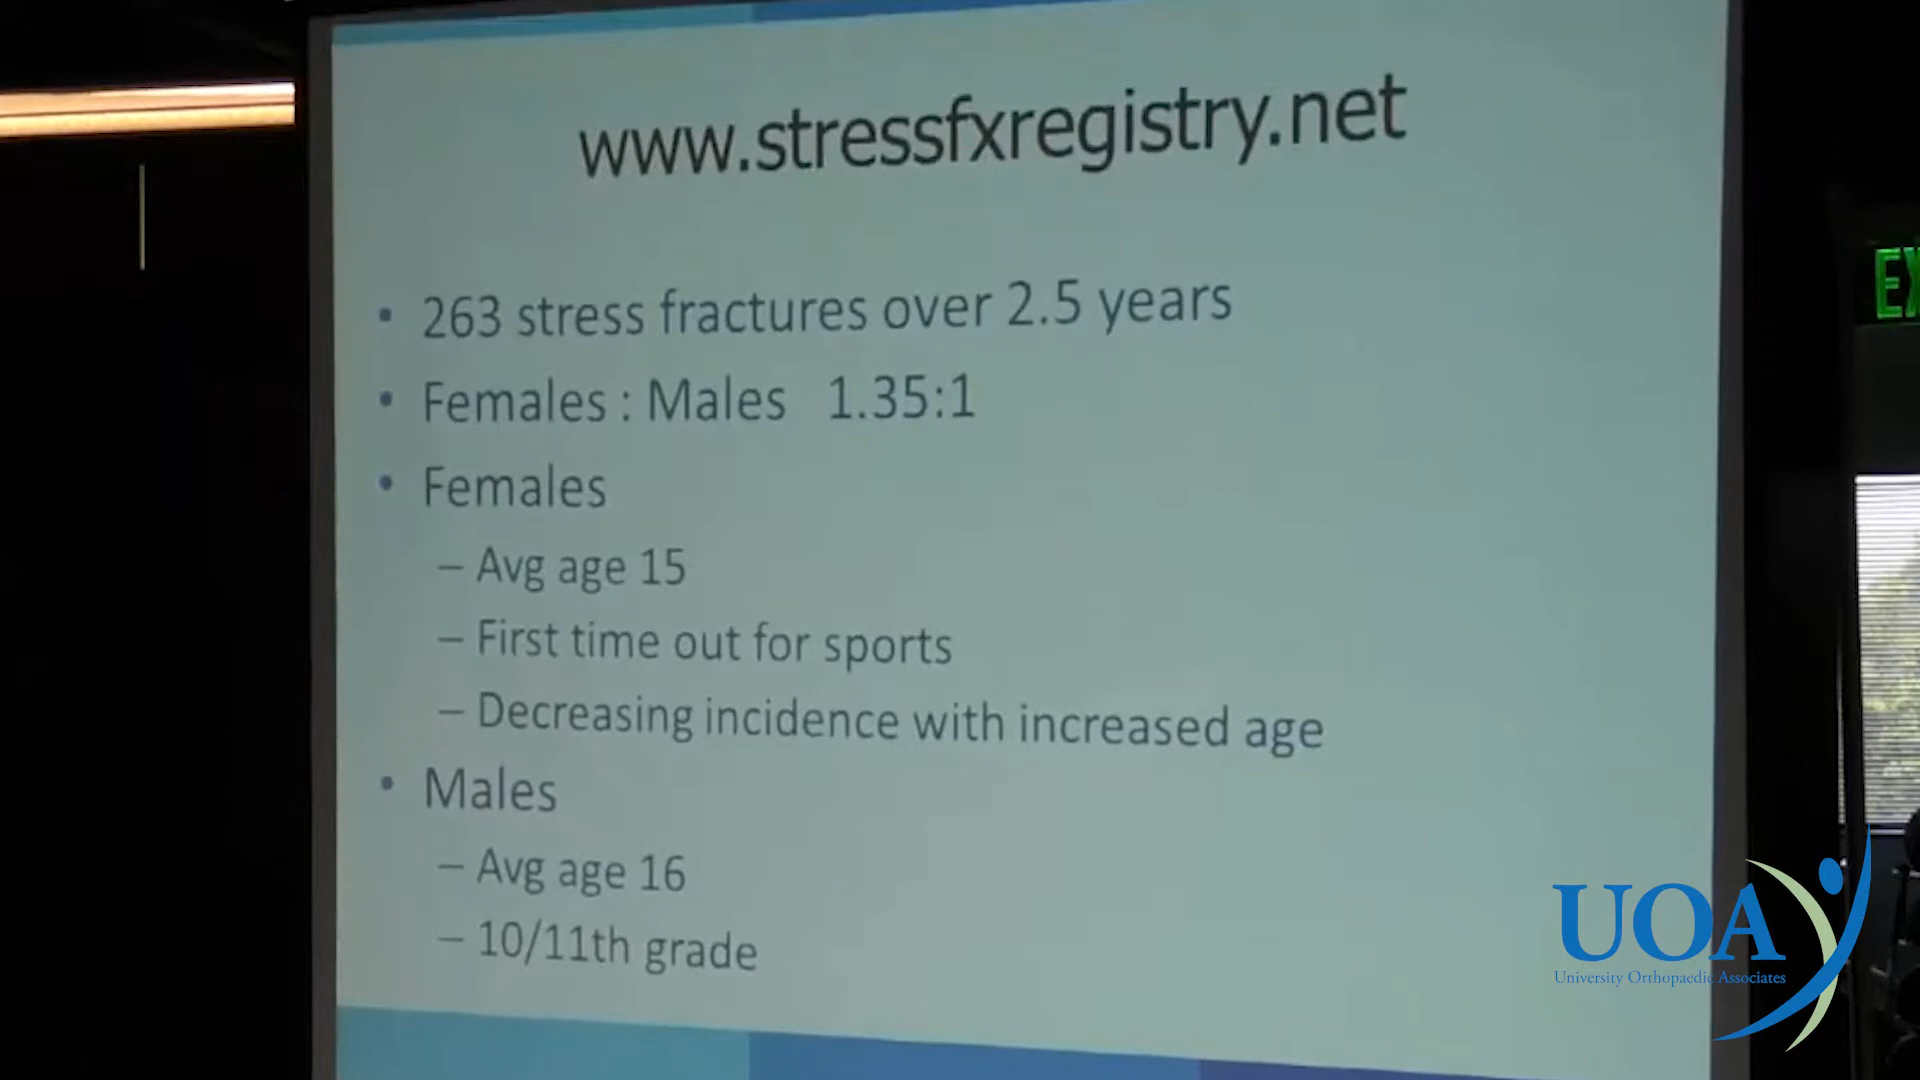 www.stressfxregistry.net
• 263 stress fractures over 2.5 years
• Females : Males 1.35:1
• Females
– Avg age 15
– First time out for sports
– Decreasing incidence with increased age
• Males
– Avg age 16
– 10/11th grade
UOA
University Orthopaedic Associates